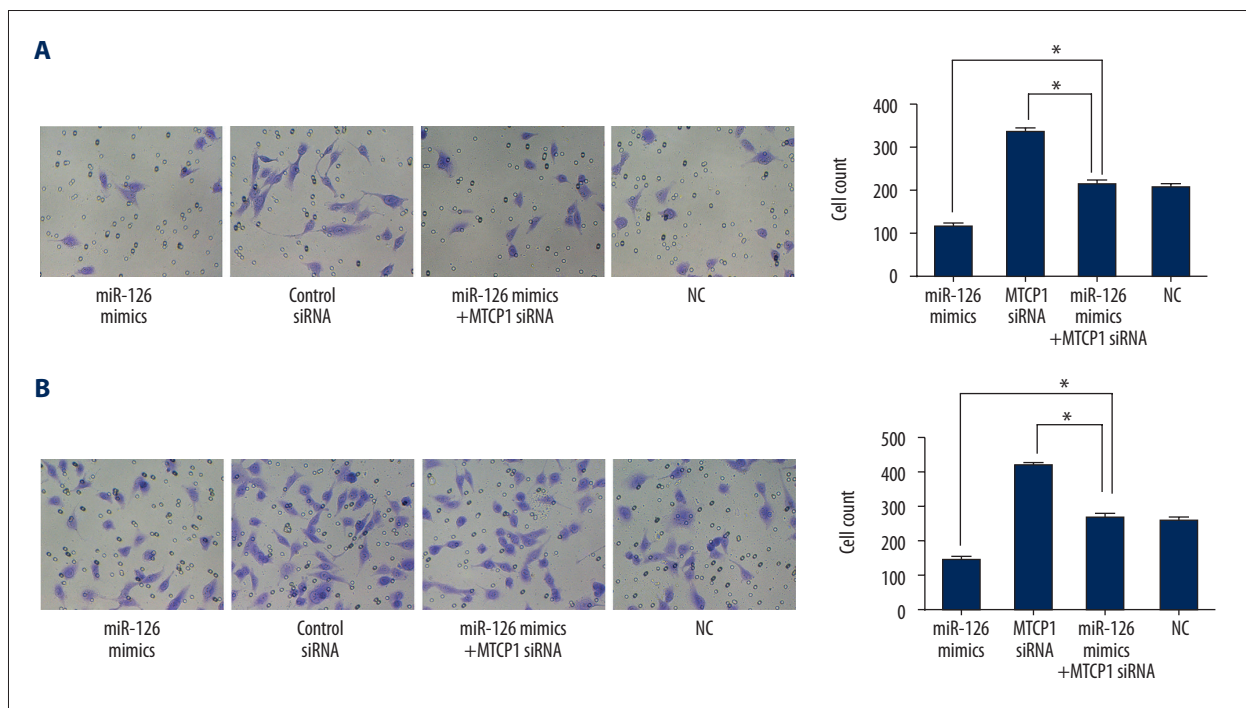 A
miR-126
mimics
Control
siRNA
miR-126 mimics
+MTCP1 siRNA
NC
*
*
Cell count
400
300
200
100
0
miR-126
mimics
MTCP1
siRNA
miR-126
mimics
+MTCP1 siRNA
NC
B
miR-126
mimics
Control
siRNA
miR-126 mimics
+MTCP1 siRNA
NC
*
*
Cell count
500
400
300
200
100
0
miR-126
mimics
MTCP1
siRNA
miR-126
mimics
+MTCP1 siRNA
NC